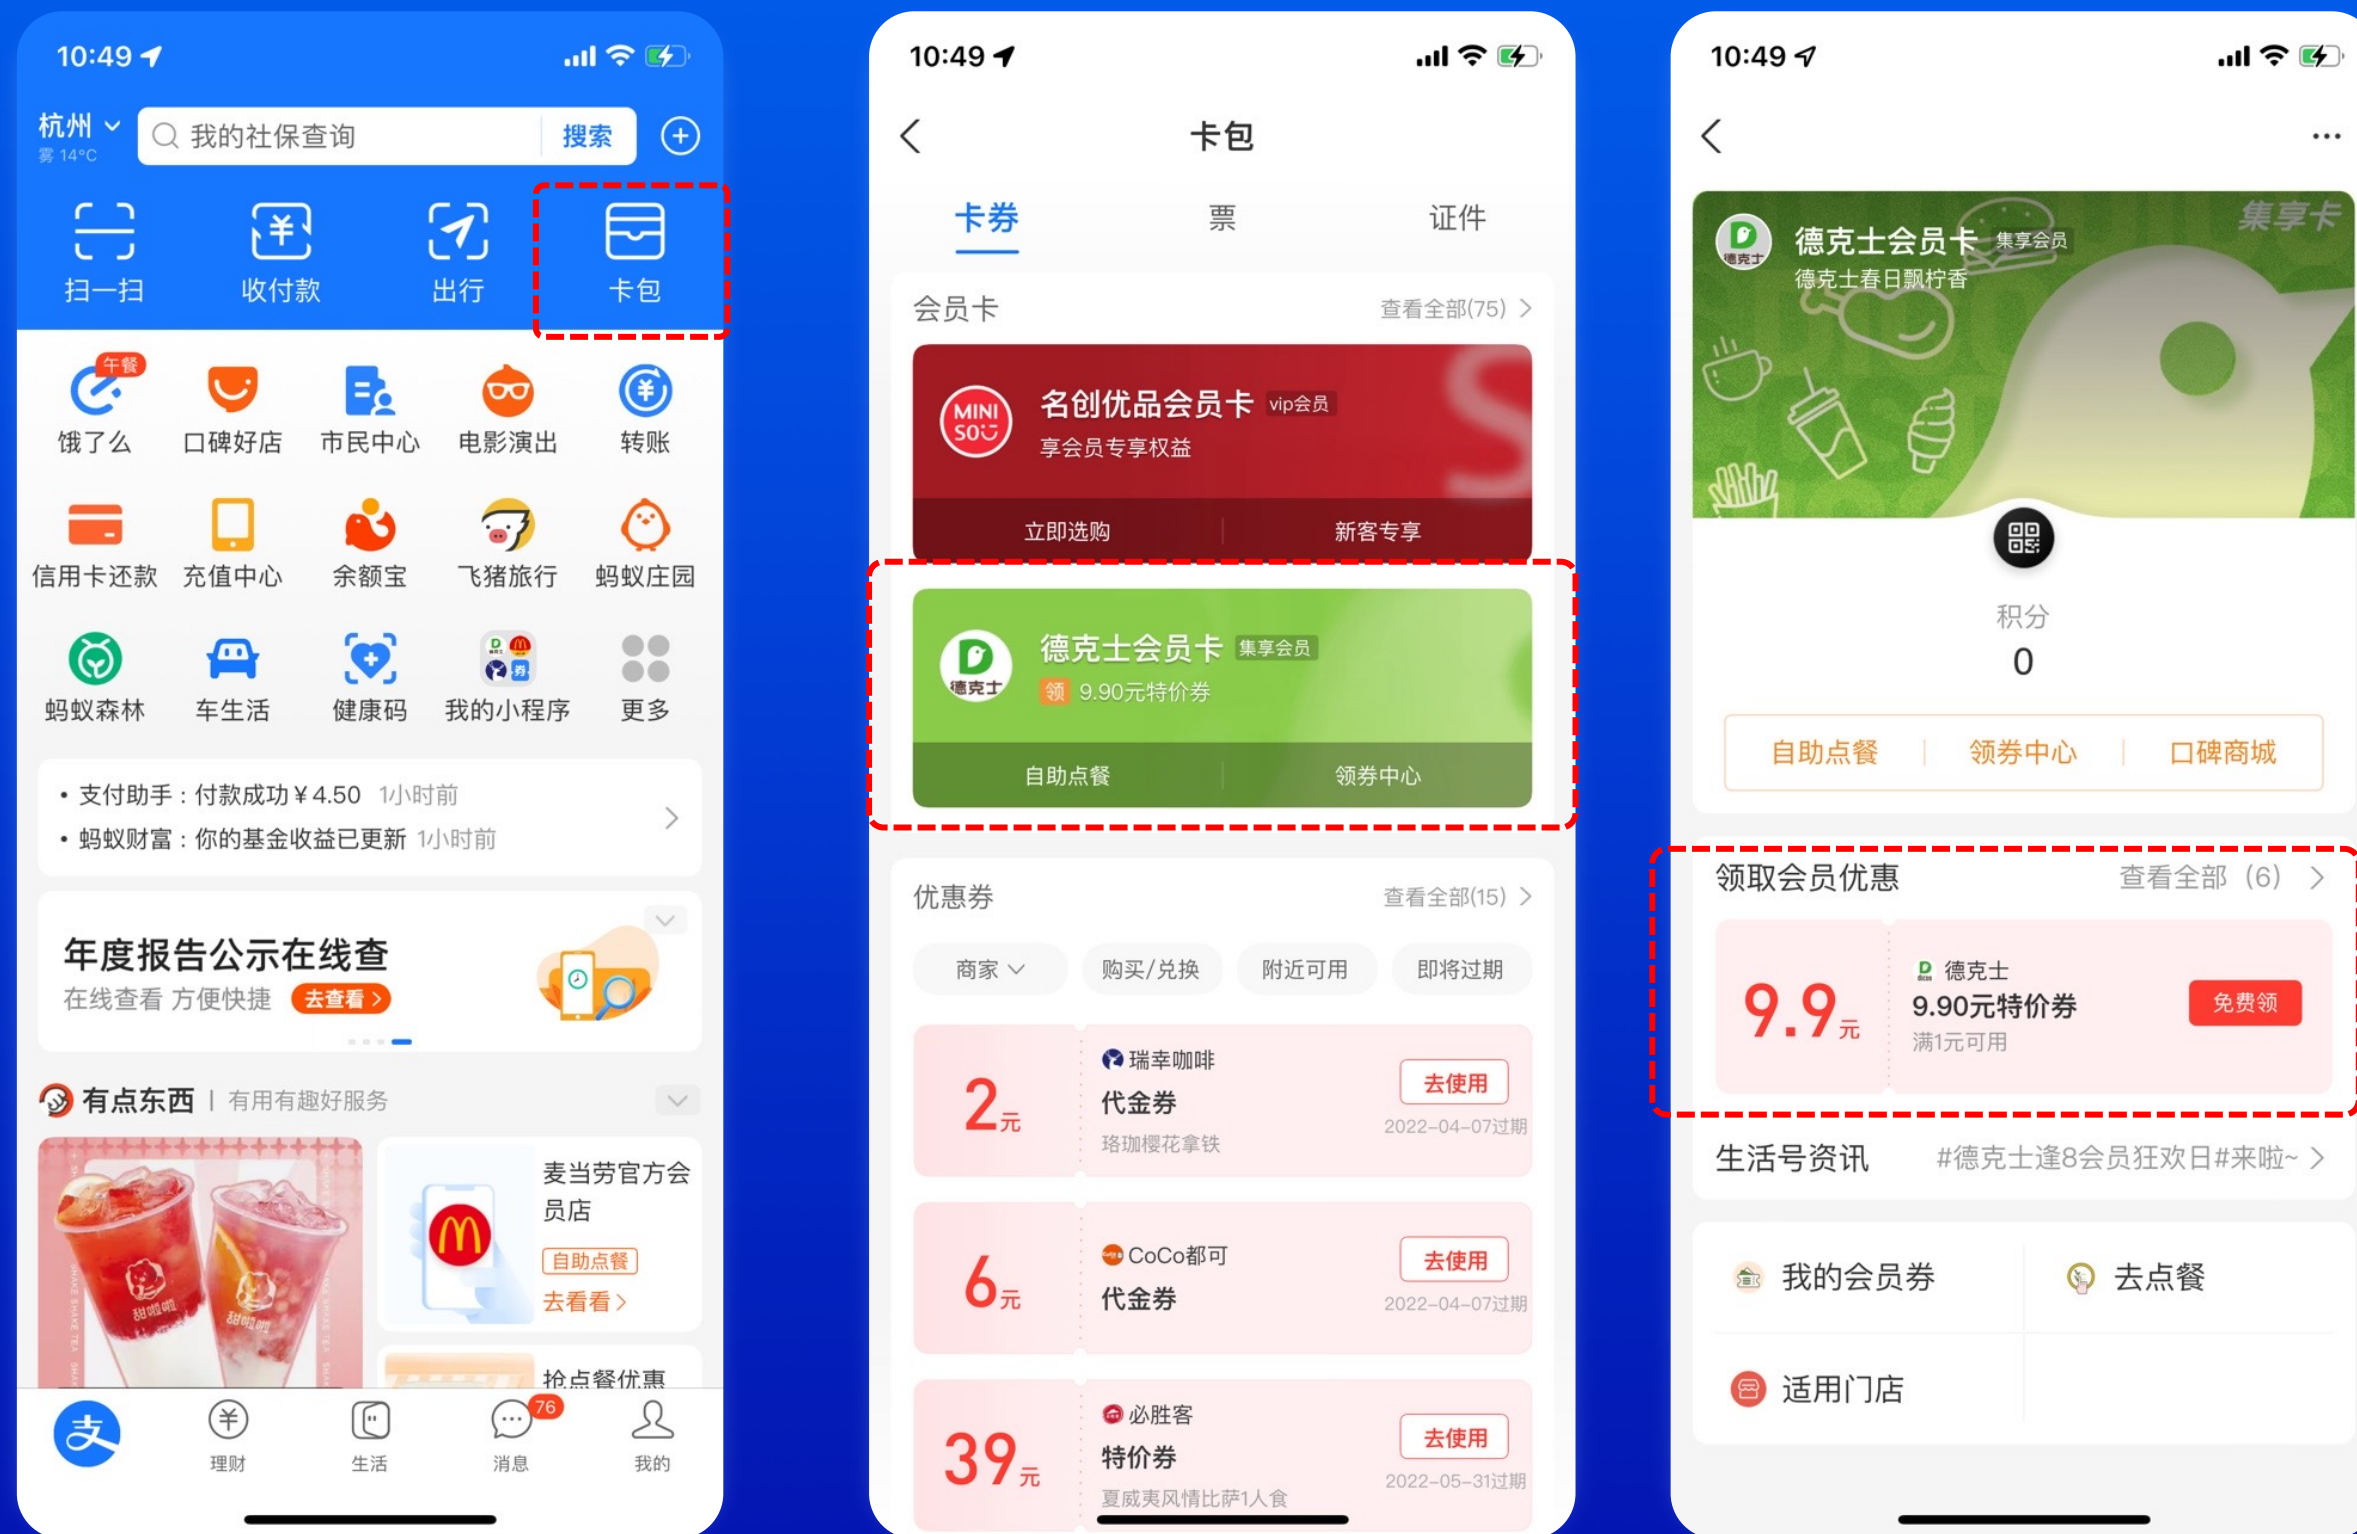 10:49
杭州
雾 14°C
我的社保查询
搜索
扫一扫
收付款
出行
卡包
午餐
饿了么
口碑好店
市民中心
电影演出
转账
信用卡还款
充值中心
余额宝
飞猪旅行
蚂蚁庄园
蚂蚁森林
车生活
券
健康码
我的小程序
更多
• 支付助手：付款成功¥4.50 1小时前
• 蚂蚁财富：你的基金收益已更新 1小时前
年度报告公示在线查
在线查看 方便快捷
去查看
有点东西 | 有用有趣好服务
麦当劳官方会
员店
自助点餐
去看看
抢点餐优惠
支
理财
生活
消息
76
我的
10:49
卡包
卡券
票
证件
会员卡
查看全部(75)
MINI
SO
名创优品会员卡 vip会员
享会员专享权益
立即选购
新客专享
德克士
德克士会员卡 集享会员
领 9.90元特价券
自助点餐
领券中心
优惠券
查看全部(15)
商家
购买/兑换
附近可用
即将过期
2元
瑞幸咖啡
代金券
珞珈樱花拿铁
去使用
2022-04-07过期
6元
CoCo都可
代金券
去使用
2022-04-07过期
39元
必胜客
特价券
夏威夷风情比萨1人食
去使用
2022-05-31过期
10:49
集享卡
德克士
德克士会员卡 集享会员
德克士春日飘柠香
积分
0
自助点餐
领券中心
口碑商城
领取会员优惠
查看全部（6）
9.9元
德克士
9.90元特价券
满1元可用
免费领
生活号资讯
#德克士逢8会员狂欢日#来啦~
我的会员券
去点餐
适用门店